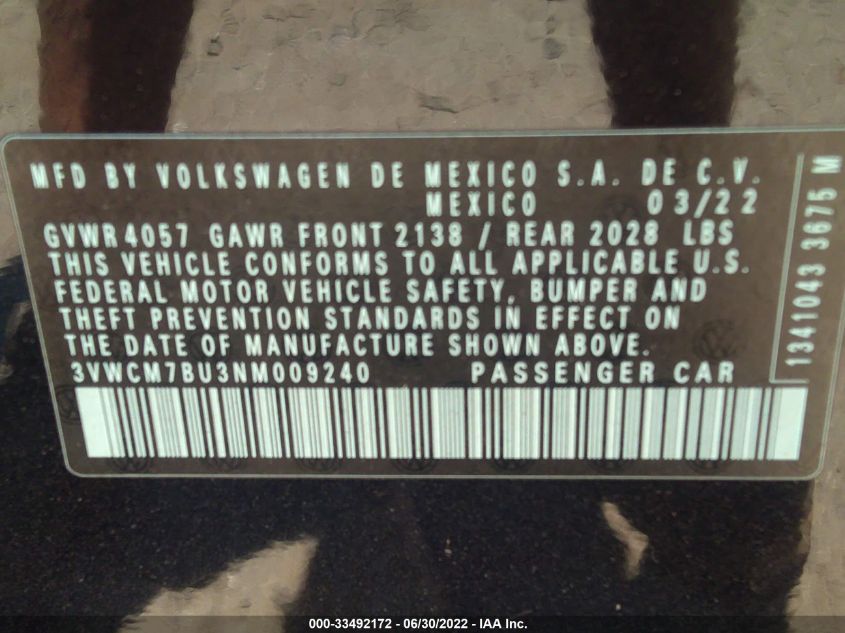 MFD BY VOLKSWAGEN DE MEXICO S.A. DE C.V.
MEXICO 03/22
GVWR 4057 GAWR FRONT 2138 / REAR 2028 LBS
THIS VEHICLE CONFORMS TO ALL APPLICABLE U.S.
FEDERAL MOTOR VEHICLE SAFETY, BUMPER AND
THEFT PREVENTION STANDARDS IN EFFECT ON
THE DATE OF MANUFACTURE SHOWN ABOVE.
3VWCM7BU3NM009240 PASSENGER CAR
1341043 3675 M
000-33492172 - 06/30/2022 - IAA Inc.